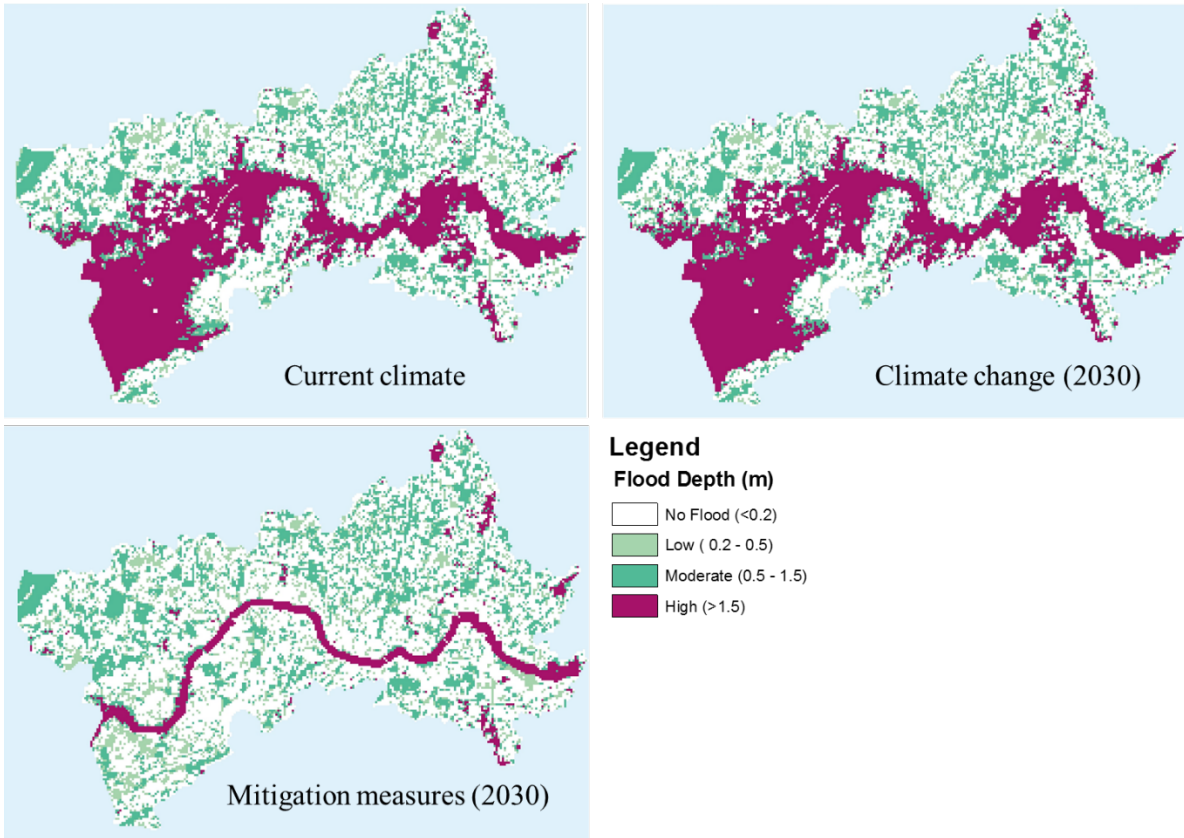 Current climate
Climate change (2030)
Mitigation measures (2030)
Legend
Flood Depth (m)
No Flood (<0.2)
Low ( 0.2 - 0.5)
Moderate (0.5 - 1.5)
High (>1.5)